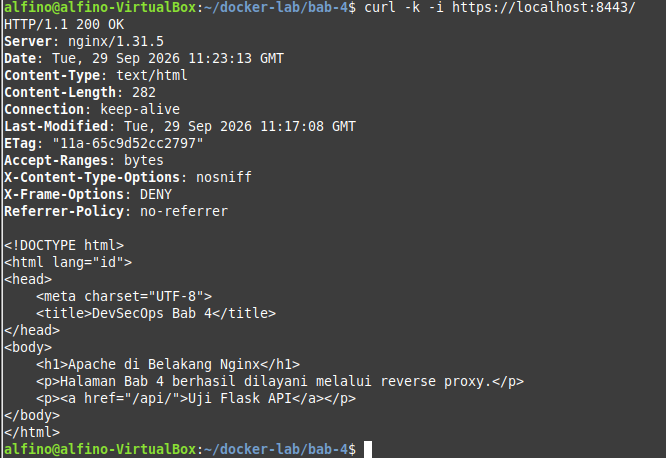 alfino@alfino-VirtualBox:~/docker-lab/bab-4$ curl -k -i https://localhost:8443/
HTTP/1.1 200 OK
Server: nginx/1.31.5
Date: Tue, 29 Sep 2026 11:23:13 GMT
Content-Type: text/html
Content-Length: 282
Connection: keep-alive
Last-Modified: Tue, 29 Sep 2026 11:17:08 GMT
ETag: "11a-65c9d52cc2797"
Accept-Ranges: bytes
X-Content-Type-Options: nosniff
X-Frame-Options: DENY
Referrer-Policy: no-referrer

<!DOCTYPE html>
<html lang="id">
<head>
    <meta charset="UTF-8">
    <title>DevSecOps Bab 4</title>
</head>
<body>
    <h1>Apache di Belakang Nginx</h1>
    <p>Halaman Bab 4 berhasil dilayani melalui reverse proxy.</p>
    <p><a href="/api/">Uji Flask API</a></p>
</body>
</html>
alfino@alfino-VirtualBox:~/docker-lab/bab-4$